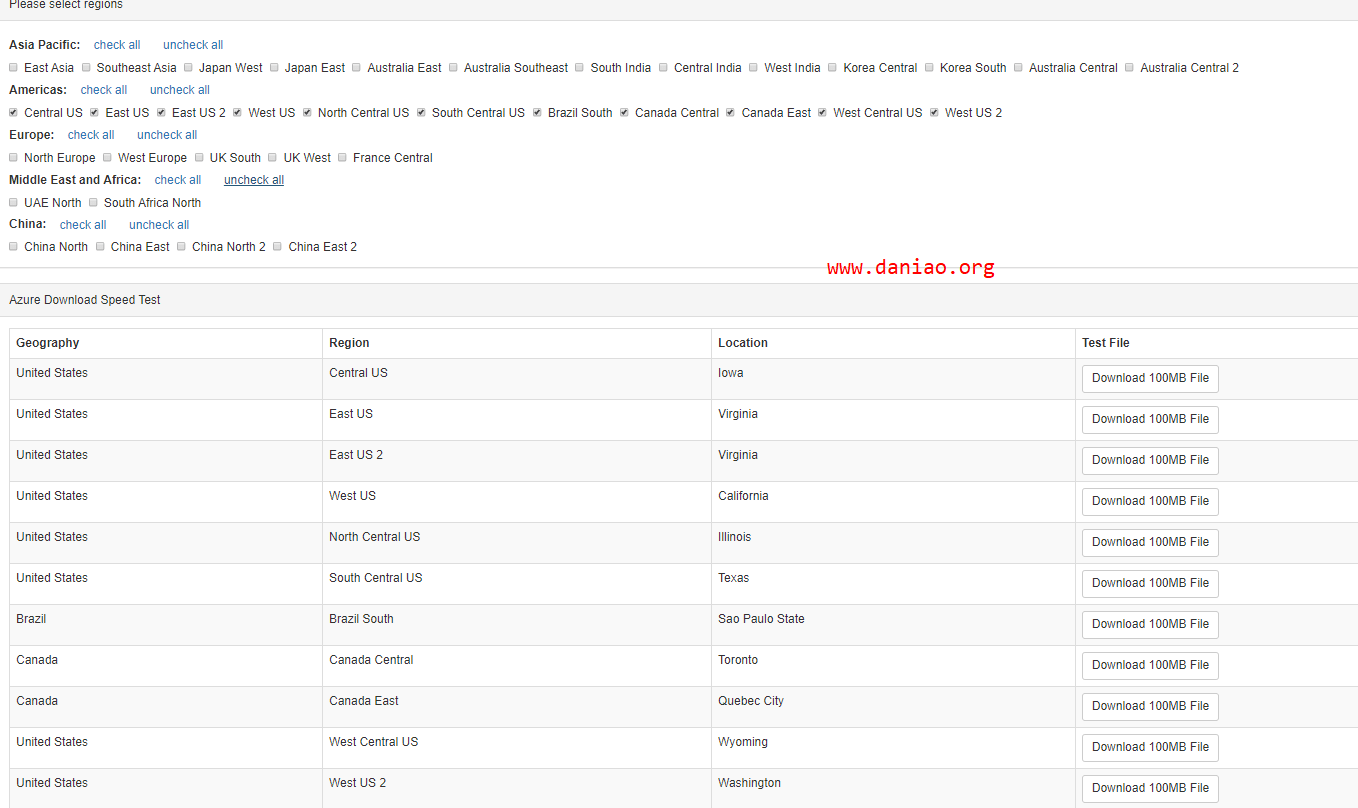 Please select regions
Asia Pacific: check all uncheck all
East Asia Southeast Asia Japan West Japan East Australia East Australia Southeast South India Central India West India Korea Central Korea South Australia Central Australia Central 2
Americas: check all uncheck all
Central US East US East US 2 West US North Central US South Central US Brazil South Canada Central Canada East West Central US West US 2
Europe: check all uncheck all
North Europe West Europe UK South UK West France Central
Middle East and Africa: check all uncheck all
UAE North South Africa North
China: check all uncheck all
China North China East China North 2 China East 2
www.daniao.org
Azure Download Speed Test
Geography Region Location Test File
United States Central US Iowa Download 100MB File
United States East US Virginia Download 100MB File
United States East US 2 Virginia Download 100MB File
United States West US California Download 100MB File
United States North Central US Illinois Download 100MB File
United States South Central US Texas Download 100MB File
Brazil Brazil South Sao Paulo State Download 100MB File
Canada Canada Central Toronto Download 100MB File
Canada Canada East Quebec City Download 100MB File
United States West Central US Wyoming Download 100MB File
United States West US 2 Washington Download 100MB File